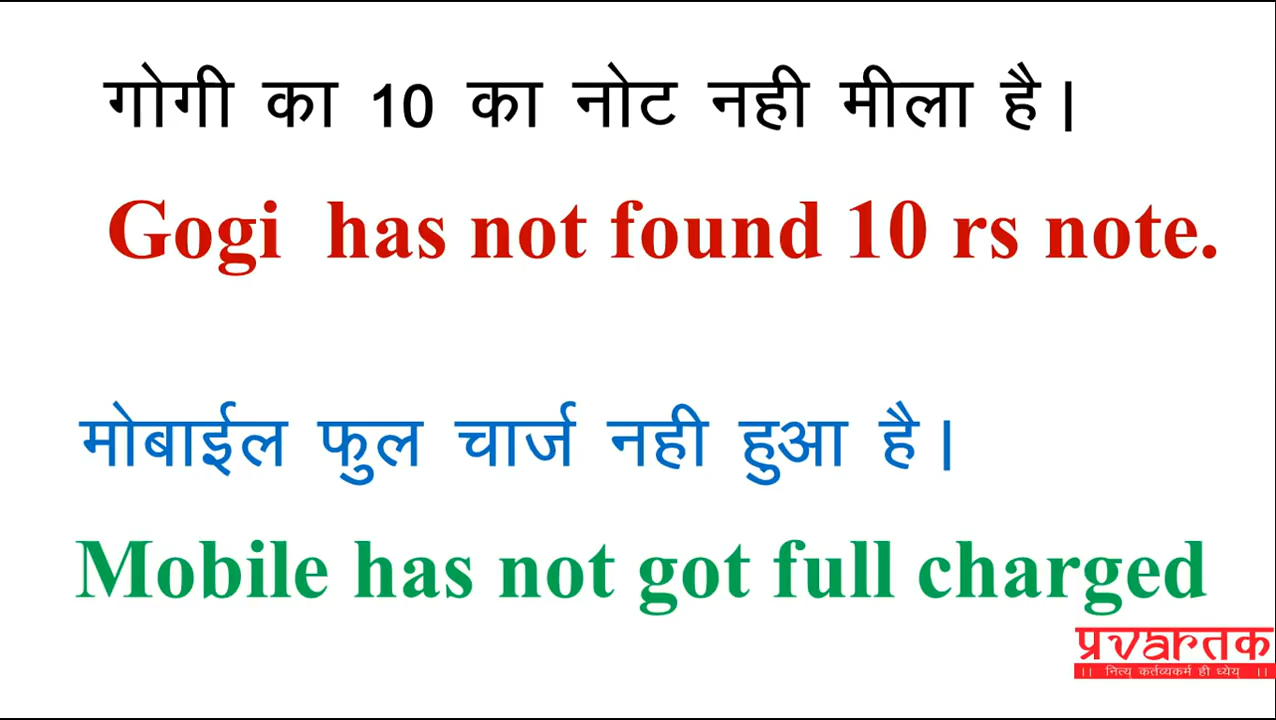 गोगी का 10 का नोट नही मीला है।
Gogi has not found 10 rs note.
मोबाईल फुल चार्ज नही हुआ है।
Mobile has not got full charged
प्रvarतक
।। नित्य् कर्तव्यकर्म ही ध्येय् ।।